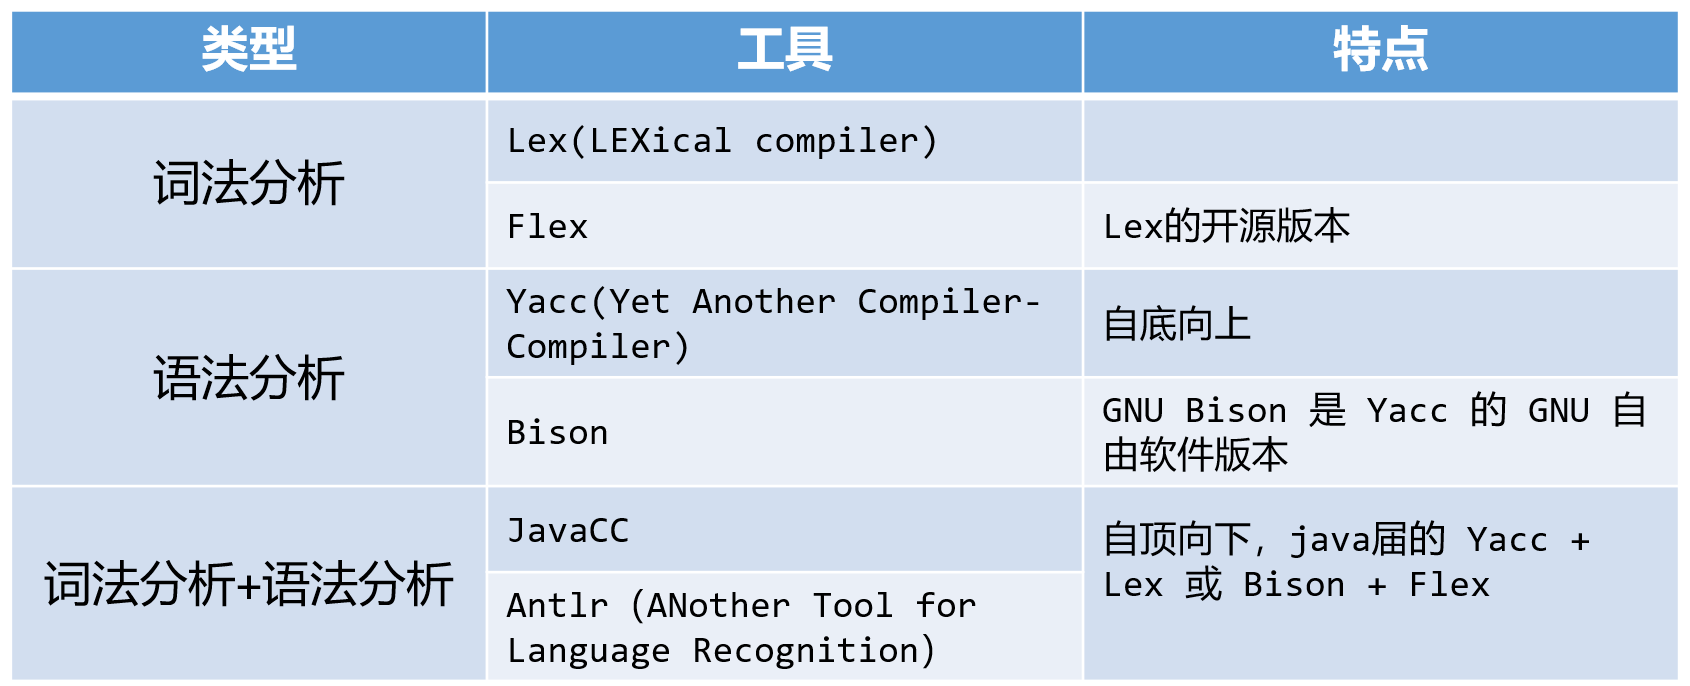 类型
工具
特点
词法分析
Lex(LEXical compiler)
Flex
Lex的开源版本
语法分析
Yacc(Yet Another Compiler-
Compiler)
自底向上
Bison
GNU Bison 是 Yacc 的 GNU 自
由软件版本
词法分析+语法分析
JavaCC
自顶向下, java届的 Yacc +
Lex 或 Bison + Flex
Antlr (ANother Tool for
Language Recognition)